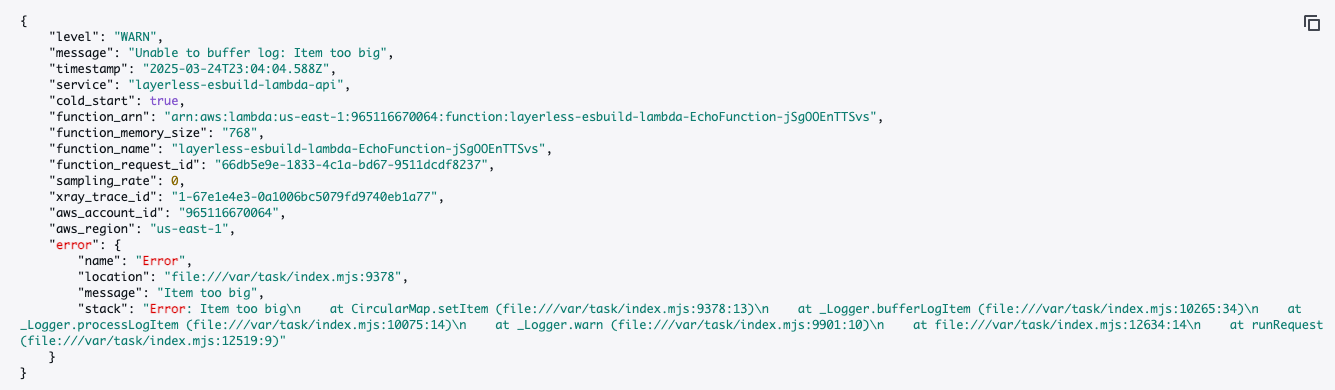 {
    "level": "WARN",
    "message": "Unable to buffer log: Item too big",
    "timestamp": "2025-03-24T23:04:04.588Z",
    "service": "layerless-esbuild-lambda-api",
    "cold_start": true,
    "function_arn": "arn:aws:lambda:us-east-1:965116670064:function:layerless-esbuild-lambda-EchoFunction-jSgOOEnTTSvs",
    "function_memory_size": "768",
    "function_name": "layerless-esbuild-lambda-EchoFunction-jSgOOEnTTSvs",
    "function_request_id": "66db5e9e-1833-4c1a-bd67-9511dcdf8237",
    "sampling_rate": 0,
    "xray_trace_id": "1-67e1e4e3-0a1006bc5079fd9740eb1a77",
    "aws_account_id": "965116670064",
    "aws_region": "us-east-1",
    "error": {
        "name": "Error",
        "location": "file:///var/task/index.mjs:9378",
        "message": "Item too big",
        "stack": "Error: Item too big\n    at CircularMap.setItem (file:///var/task/index.mjs:9378:13)\n    at _Logger.bufferLogItem (file:///var/task/index.mjs:10265:34)\n    at
_Logger.processLogItem (file:///var/task/index.mjs:10075:14)\n    at _Logger.warn (file:///var/task/index.mjs:9901:10)\n    at file:///var/task/index.mjs:12634:14\n    at runRequest
(file:///var/task/index.mjs:12519:9)"
    }
}